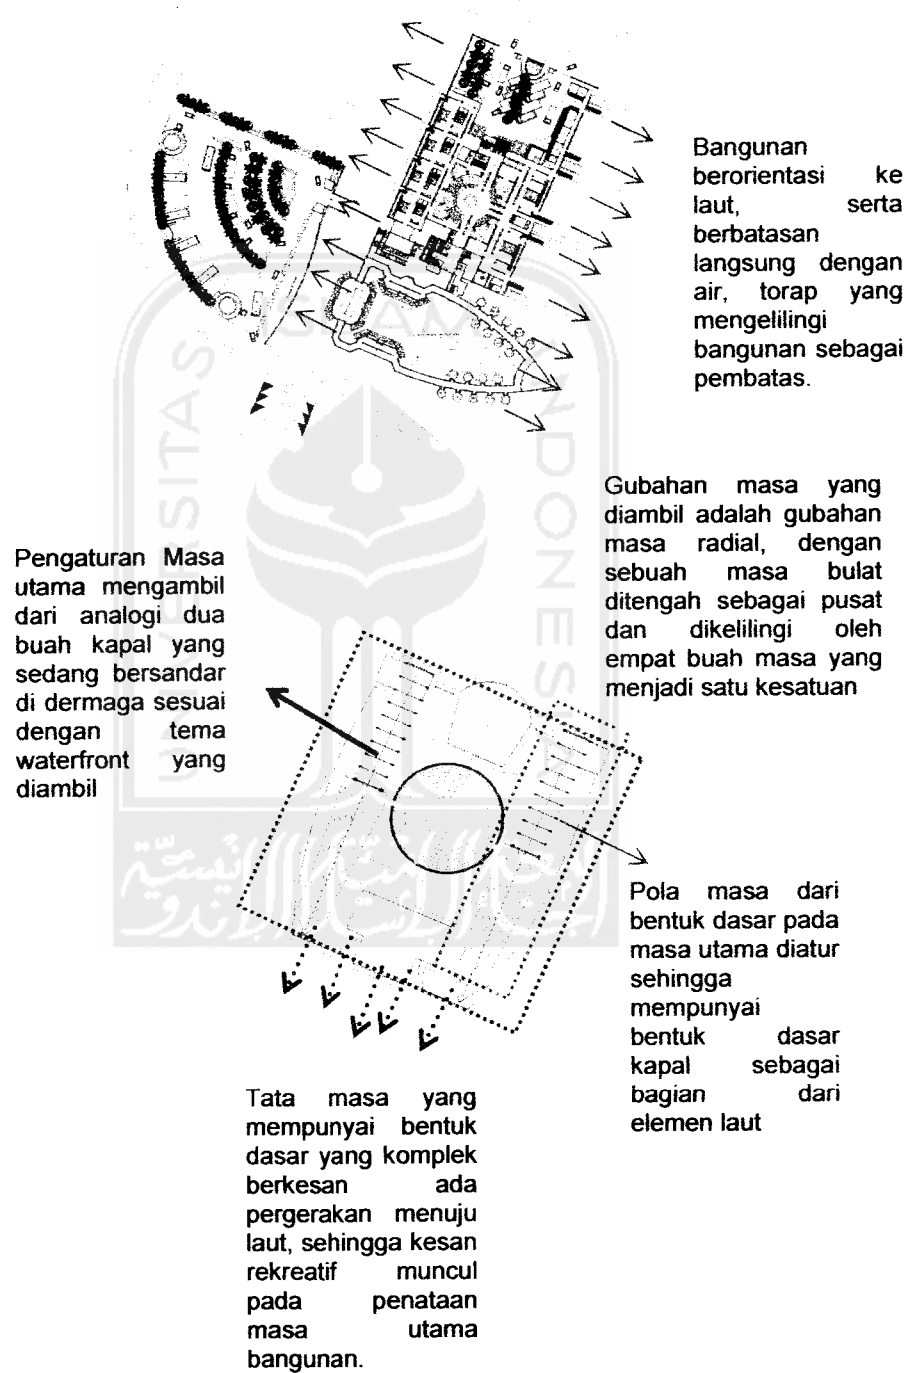 Bangunan
berorientasi ke
laut, serta
berbatasan
langsung dengan
air, torap yang
mengelilingi
bangunan sebagai
pembatas.
Gubahan masa yang
diambil adalah gubahan
masa radial, dengan
sebuah masa bulat
ditengah sebagai pusat
dan dikelilingi oleh
empat buah masa yang
menjadi satu kesatuan
Pengaturan Masa
utama mengambil
dari analogi dua
buah kapal yang
sedang bersandar
di dermaga sesuai
dengan tema
waterfront yang
diambil
Pola masa dari
bentuk dasar pada
masa utama diatur
sehingga
mempunyai
bentuk dasar
kapal sebagai
bagian dari
elemen laut
Tata masa yang
mempunyai bentuk
dasar yang komplek
berkesan ada
pergerakan menuju
laut, sehingga kesan
rekreatif muncul
pada penataan
masa utama
bangunan.
UNIVERSITAS
ISLAM
INDONESIA